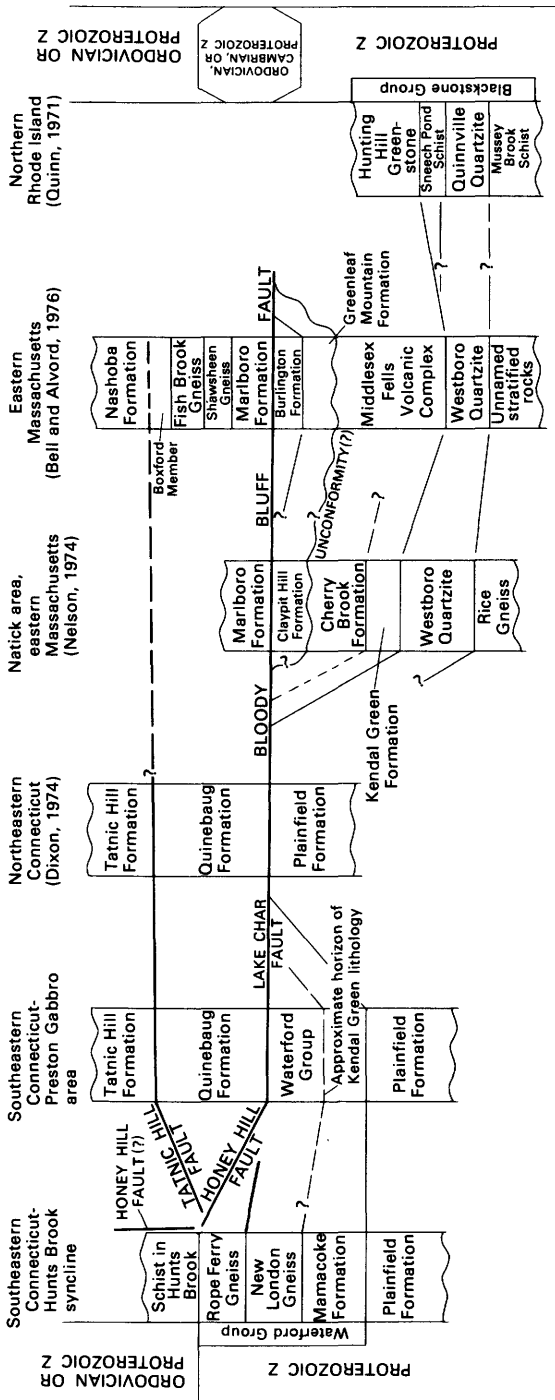 Southeastern
Connecticut-
Hunts Brook
syncline
Southeastern
Connecticut-
Preston Gabbro
area
Northeastern
Connecticut
(Dixon, 1974)
Natick area,
eastern
Massachusetts
(Nelson, 1974)
Eastern
Massachusetts
(Bell and Alvord, 1976)
Northern
Rhode Island
(Quinn, 1971)
PROTEROZOIC Z OR
ORDOVICIAN
PROTEROZOIC
Z
Waterford Group
Schist in
Hunts
Brook
Rope Ferry
Gneiss
New
London
Gneiss
Mamacoke
Formation
Plainfield
Formation
?
HONEY HILL
FAULT(?)
TATNIC HILL
FAULT
HONEY HILL
FAULT
Tatnic Hill
Formation
Quinebaug
Formation
Waterford
Group
Approximate horizon of
Kendal Green lithology
Plainfield
Formation
LAKE CHAR
FAULT
Tatnic Hill
Formation
Quinebaug
Formation
Plainfield
Formation
?
BLOODY
?
Kendal Green
Formation
?
Marlboro
Formation
Claypit Hill
Formation
Cherry
Brook
Formation
Westboro
Quartzite
Rice
Gneiss
Boxford
Member
BLUFF
?
?
UNCONFORMITY(?)
?
Nashoba
Formation
Fish Brook
Gneiss
Shawsheen
Gneiss
Marlboro
Formation
Burlington
Formation
Middlesex
Fells
Volcanic
Complex
Westboro
Quartzite
Unnamed
stratified
rocks
FAULT
Greenleaf
Mountain
Formation
?
?
Hunting
Hill
Green-
stone
Sneech Pond
Schist
Quinnville
Quartzite
Mussey
Brook
Schist
Blackstone Group
ORDOVICIAN OR
PROTEROZOIC Z
ORDOVICIAN,
CAMBRIAN, OR
PROTEROZOIC Z
PROTEROZOIC
Z